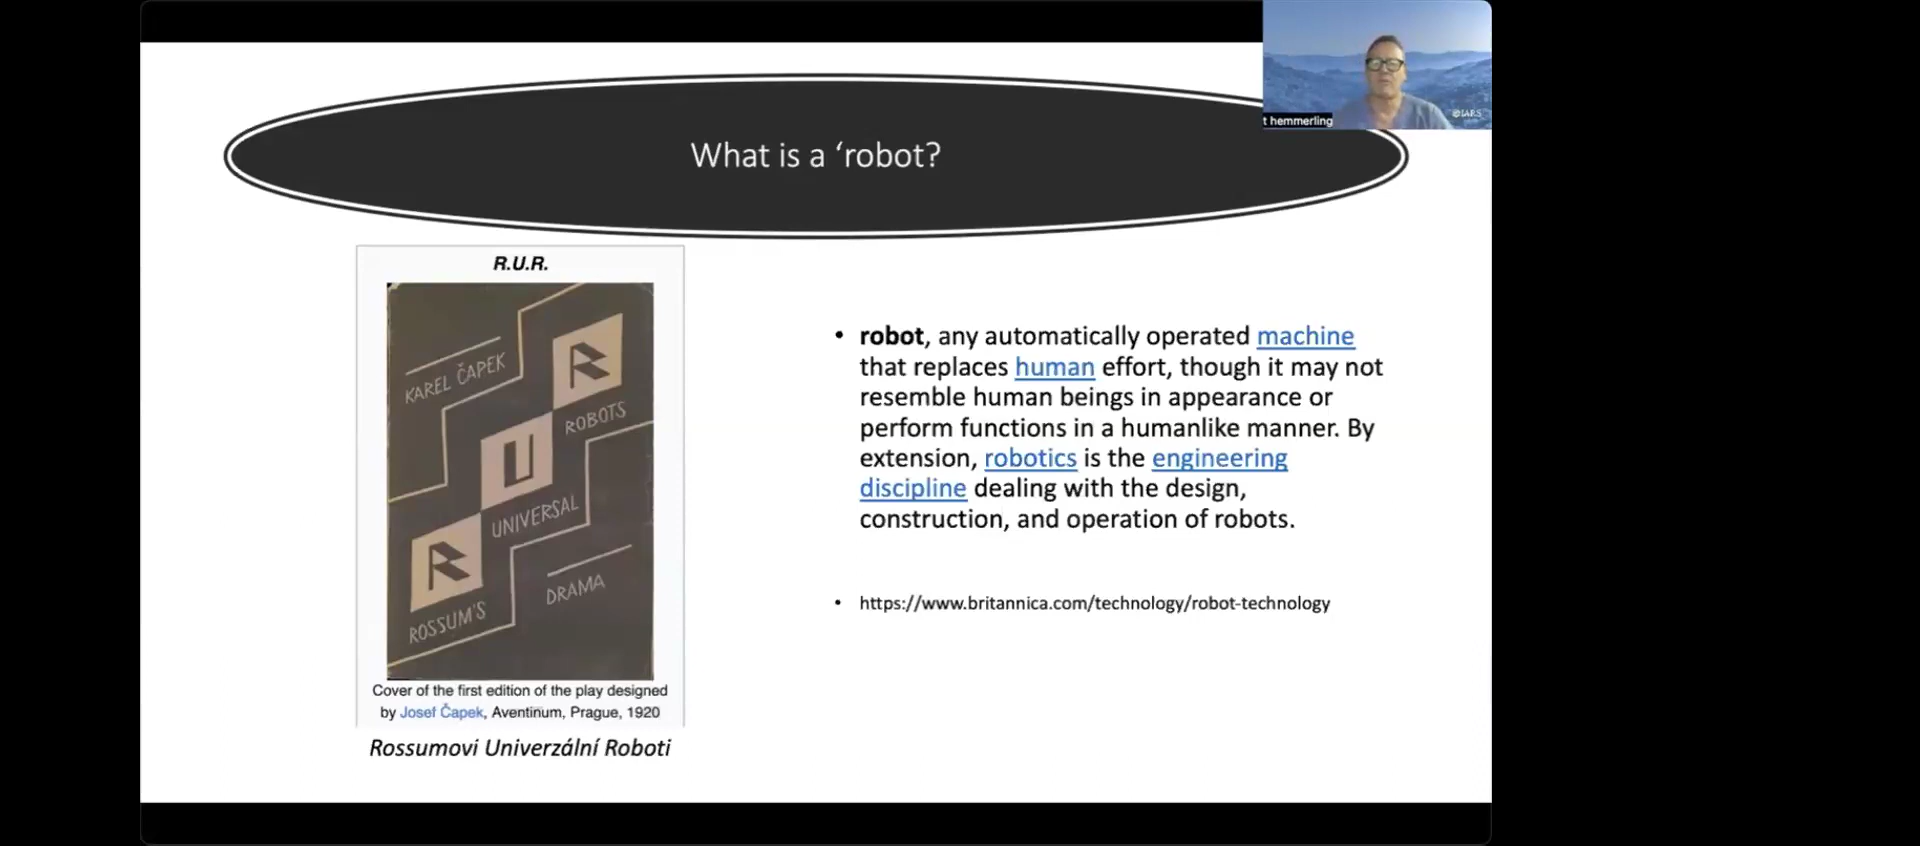 t hemmerling
©IARS
What is a ‘robot?
R.U.R.
KAREL ČAPEK
R
ROBOTS
U
UNIVERSAL
R
ROSSUM'S
DRAMA
Cover of the first edition of the play designed
by Josef Čapek, Aventinum, Prague, 1920
Rossumovi Univerzální Roboti
• robot, any automatically operated machine
that replaces human effort, though it may not
resemble human beings in appearance or
perform functions in a humanlike manner. By
extension, robotics is the engineering
discipline dealing with the design,
construction, and operation of robots.
• https://www.britannica.com/technology/robot-technology